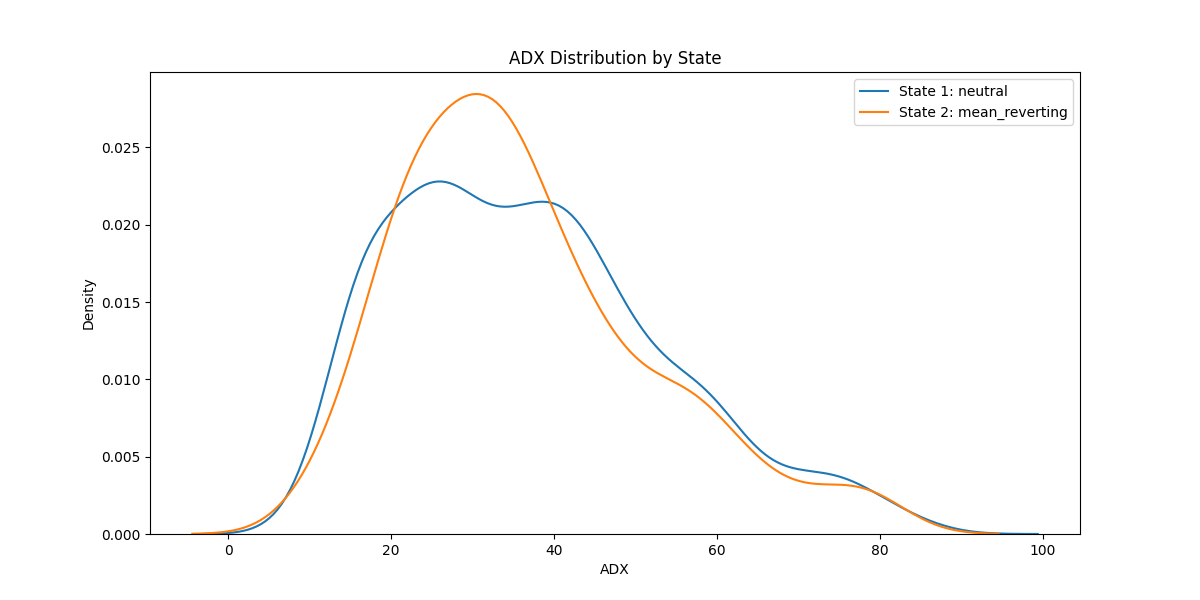 ADX Distribution by State
State 1: neutral
State 2: mean_reverting
Density
0.025
0.020
0.015
0.010
0.005
0.000
0 20 40 60 80 100
ADX